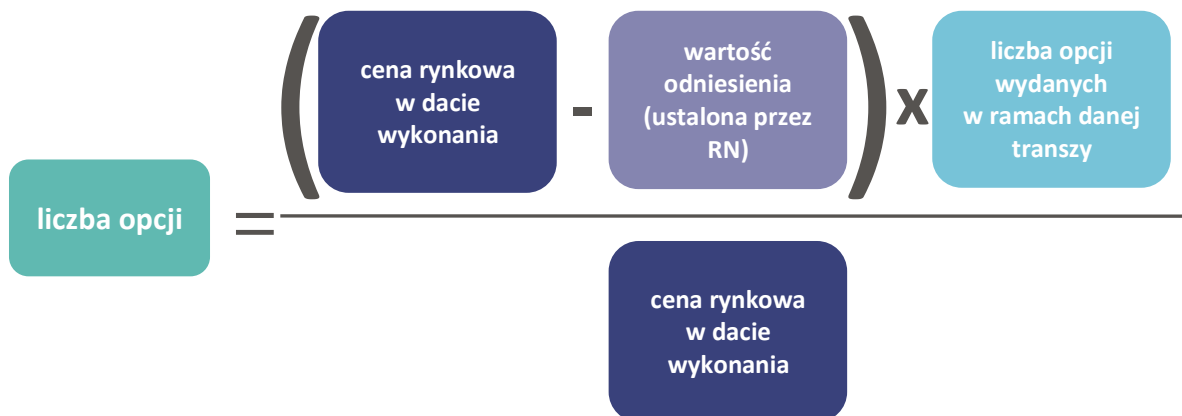 liczba opcji
=
(
cena rynkowa
w dacie
wykonania
-
wartość
odniesienia
(ustalona przez
RN)
)
x
liczba opcji
wydanych
w ramach danej
transzy
cena rynkowa
w dacie
wykonania